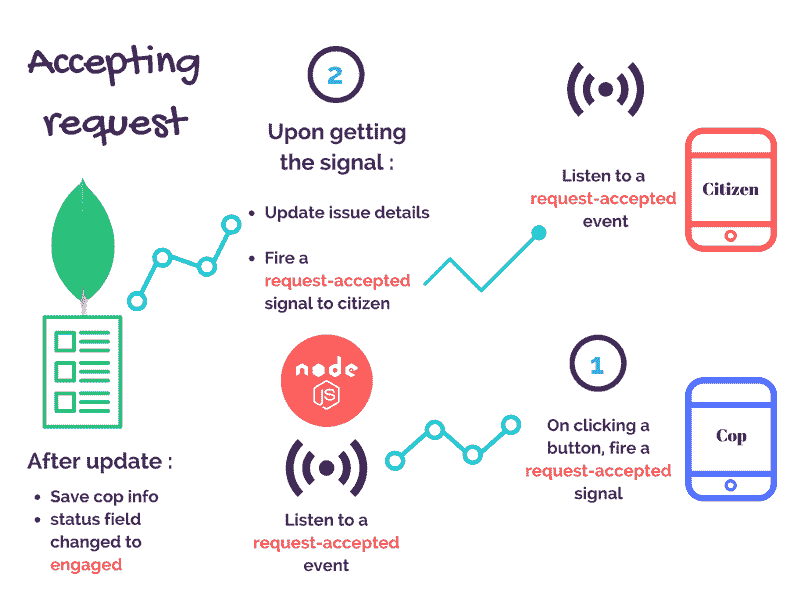 Accepting
request
2
Upon getting
the signal :
• Update issue details
• Fire a
request-accepted
signal to citizen
Listen to a
request-accepted
event
Citizen
node
JS
Listen to a
request-accepted
event
1
On clicking a
button, fire a
request-accepted
signal
Cop
After update :
• Save cop info
• status field
changed to
engaged